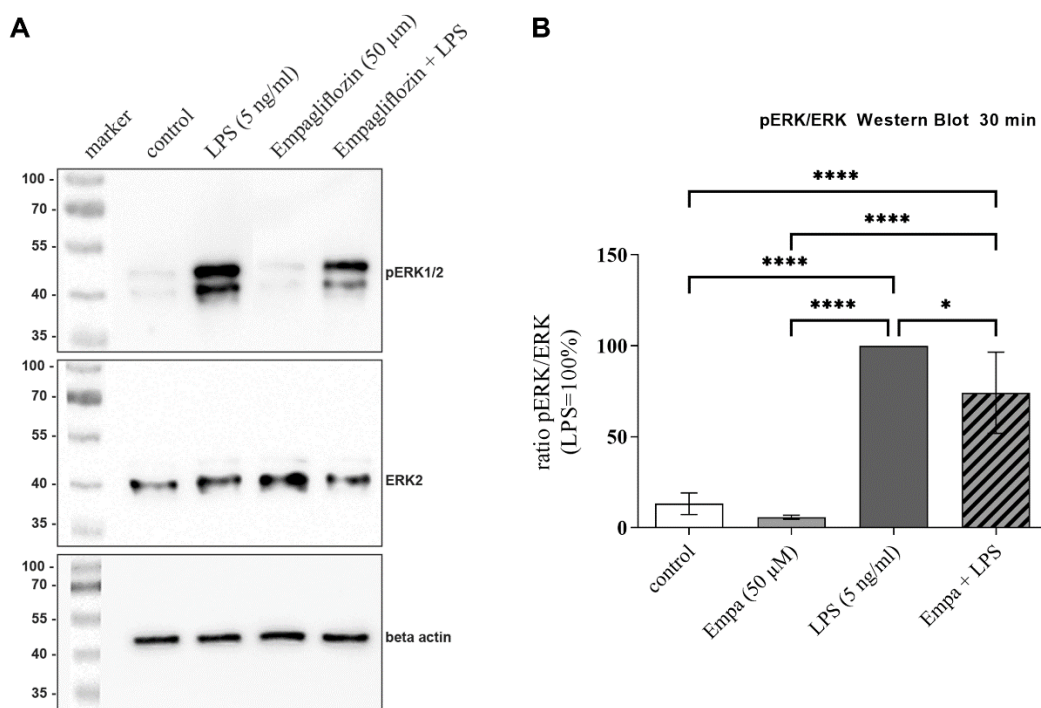 A
marker
control
LPS (5 ng/ml)
Empagliflozin (50 µm)
Empagliflozin + LPS
100 -
70 -
55 -
40 -
35 -
pERK1/2
100 -
70 -
55 -
40 -
35 -
ERK2
100 -
70 -
55 -
40 -
35 -
beta actin
B
pERK/ERK Western Blot 30 min
****
****
****
****
*
ratio pERK/ERK
(LPS=100%)
150
100
50
0
control
Empa (50 µM)
LPS (5 ng/ml)
Empa + LPS